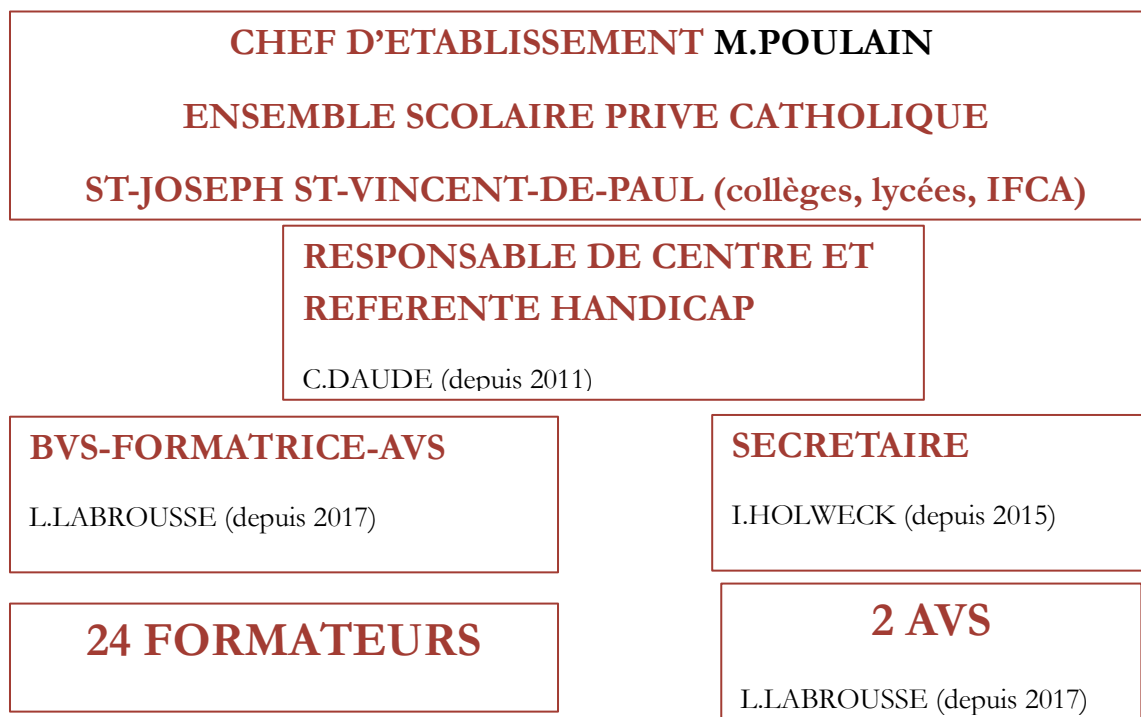 CHEF D’ETABLISSEMENT M.POULAIN
ENSEMBLE SCOLAIRE PRIVE CATHOLIQUE
ST-JOSEPH ST-VINCENT-DE-PAUL (collèges, lycées, IFCA)
RESPONSABLE DE CENTRE ET
REFERENTE HANDICAP
C.DAUDE (depuis 2011)
BVS-FORMATRICE-AVS
L.LABROUSSE (depuis 2017)
SECRETAIRE
I.HOLWECK (depuis 2015)
24 FORMATEURS
2 AVS
L.LABROUSSE (depuis 2017)